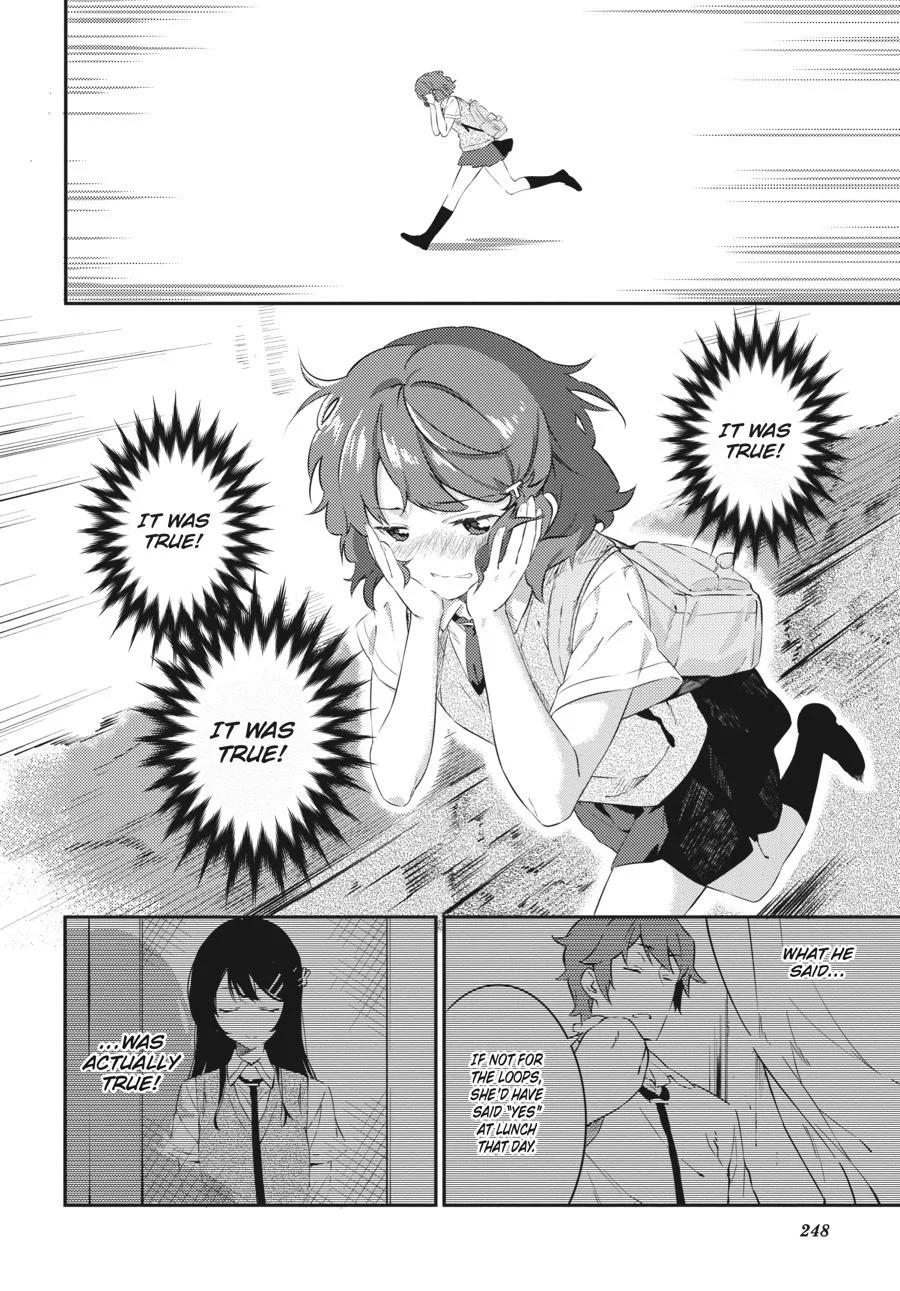 IT WAS
TRUE!
IT WAS
TRUE!
IT WAS
TRUE!
WHAT HE
SAID...
IF NOT FOR
THE LOOPS,
SHE'D HAVE
SAID "YES"
AT LUNCH
THAT DAY.
...WAS
ACTUALLY
TRUE!
248